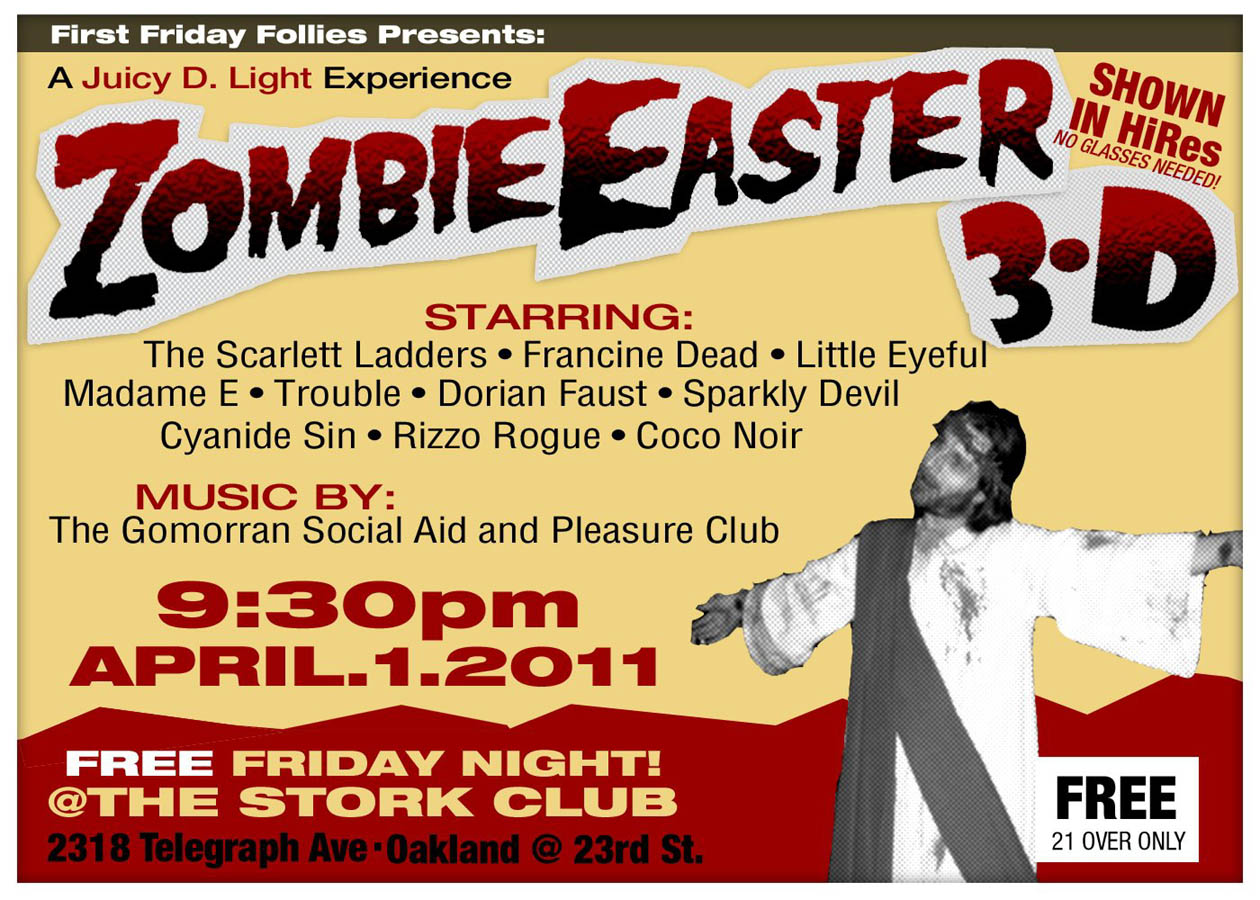 First Friday Follies Presents:
A Juicy D. Light Experience
ZOMBIE EASTER
3•D
SHOWN
IN HiRes
NO GLASSES NEEDED!
STARRING:
The Scarlett Ladders • Francine Dead • Little Eyeful
Madame E • Trouble • Dorian Faust • Sparkly Devil
Cyanide Sin • Rizzo Rogue • Coco Noir
MUSIC BY:
The Gomorran Social Aid and Pleasure Club
9:30pm
APRIL.1.2011
FREE FRIDAY NIGHT!
@THE STORK CLUB
2318 Telegraph Ave · Oakland @ 23rd St.
FREE
21 OVER ONLY